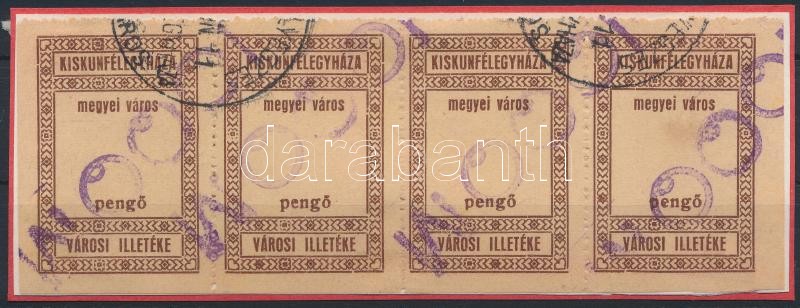 KISKUNFÉLEGYHÁZA KISKUNFÉLEGYHÁZA KISKUNFÉLEGYHÁZA KISKUNFÉLEGYHÁZA
megyei város megyei város megyei város megyei város
darabanth
pengő pengő pengő pengő
VÁROSI ILLETÉKE VÁROSI ILLETÉKE VÁROSI ILLETÉKE VÁROSI ILLETÉKE